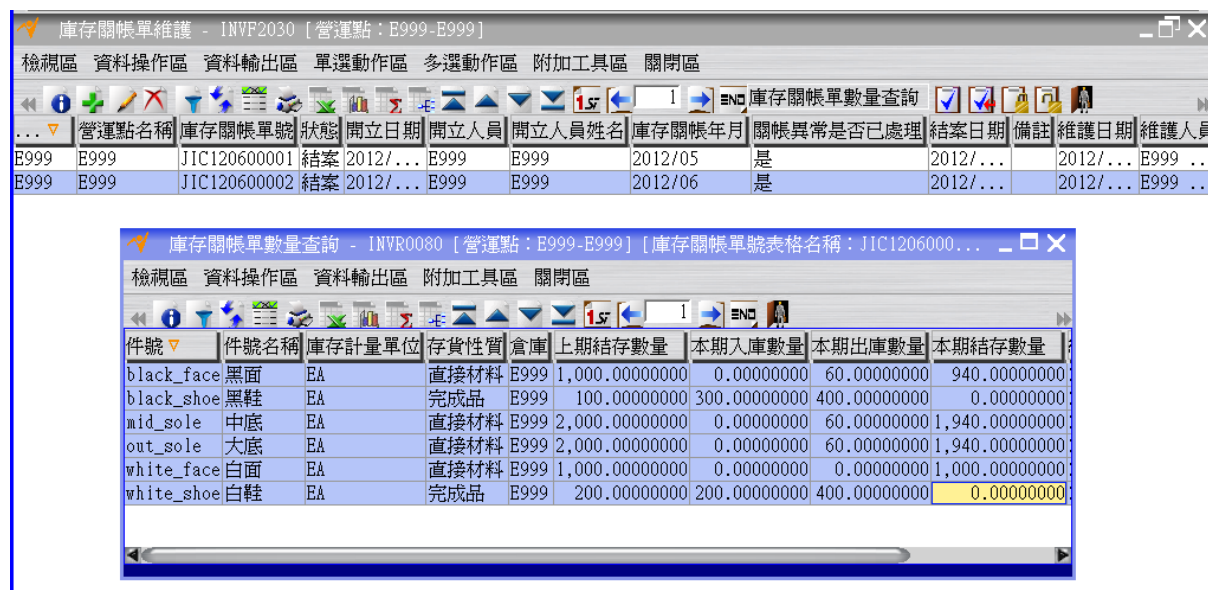 庫存關帳單維護 - INVF2030 [營運點：E999-E999]
檢視區 資料操作區 資料輸出區 單選動作區 多選動作區 附加工具區 關閉區
1 END 庫存關帳單數量查詢
... 營運點名稱 庫存關帳單號 狀態 開立日期 開立人員 開立人員姓名 庫存關帳年月 關帳異常是否已處理 結案日期 備註 維護日期 維護人員
E999 E999 JIC120600001 結案 2012/... E999 E999 2012/05 是 2012/... 2012/... E999 ..
E999 E999 JIC120600002 結案 2012/... E999 E999 2012/06 是 2012/... 2012/... E999 ..
庫存關帳單數量查詢 - INVR0080 [營運點：E999-E999] [庫存關帳單號表格名稱：JIC1206000...
檢視區 資料操作區 資料輸出區 附加工具區 關閉區
1 END
件號 件號名稱 庫存計量單位 存貨性質 倉庫 上期結存數量 本期入庫數量 本期出庫數量 本期結存數量
black_face 黑面 EA 直接材料 E999 1,000.00000000 0.00000000 60.00000000 940.00000000
black_shoe 黑鞋 EA 完成品 E999 100.00000000 300.00000000 400.00000000 0.00000000
mid_sole 中底 EA 直接材料 E999 2,000.00000000 0.00000000 60.00000000 1,940.00000000
out_sole 大底 EA 直接材料 E999 2,000.00000000 0.00000000 60.00000000 1,940.00000000
white_face 白面 EA 直接材料 E999 1,000.00000000 0.00000000 0.00000000 1,000.00000000
white_shoe 白鞋 EA 完成品 E999 200.00000000 200.00000000 400.00000000 0.00000000